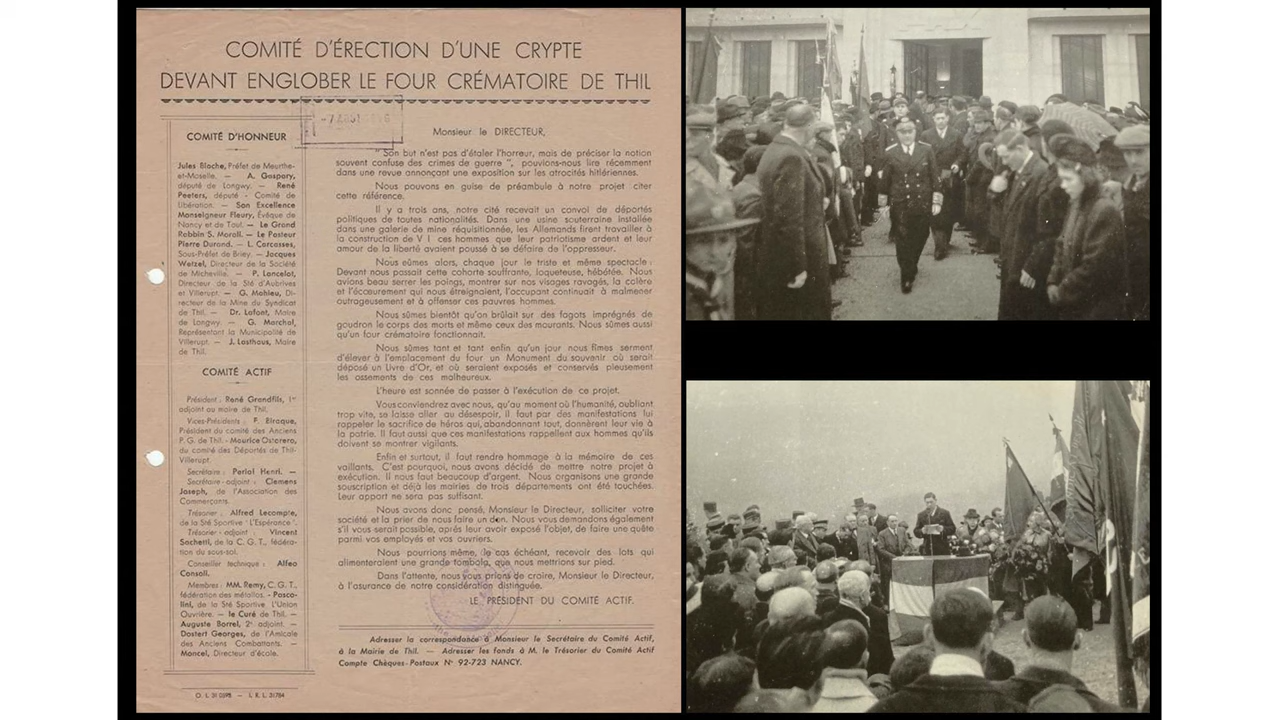 COMITÉ D'ÉRECTION D'UNE CRYPTE
DEVANT ENGLOBER LE FOUR CRÉMATOIRE DE THIL
COMITÉ D'HONNEUR
Jules Bloche, Préfet de Meurthe-
et-Moselle. — A. Gaspory,
député de Longwy. — René
Peeters, député - Comité de
Libération. — Son Excellence
Monseigneur Fleury, Évêque de
Nancy et de Toul. — Le Grand
Rabbin S. Morali. — Le Pasteur
Pierre Durand. — L. Carcasses,
Sous-Préfet de Briey. — Jacques
Wetzel, Directeur de la Société
de Micheville. — P. Lancelot,
Directeur de la Sté d'Aubrives
et Villerupt. — G. Mahieu, Di-
recteur de la Mine du Syndicat
de Thil. — Dr. Lafont, Maire
de Longwy. — G. Marchal,
Représentant la Municipalité de
Villerupt. — J. Lasthaus, Maire
de Thil.
COMITÉ ACTIF
Président : René Grandfils, 1er
adjoint au maire de Thil.
Vices-Présidents : F. Biraque,
Président du comité des Anciens
P. G. de Thil. - Maurice Ostorero,
du comité des Déportés de Thil-
Villerupt.
Secrétaire : Parlai Henri. —
Secrétaire-adjoint : Clemens
Joseph, de l'Association des
Commerçants.
Trésorier : Alfred Lecompte,
de la Sté Sportive "L'Espérance".
Trésorier-adjoint : Vincent
Sachetti, de la C. G. T., fédéra-
tion du sous-sol.
Conseiller technique : Alfeo
Consoli.
Membres : MM. Remy, C. G. T.,
fédération des métallos. - Pasco-
lini, de la Sté Sportive L'Union
Ouvrière. — le Curé de Thil. —
Auguste Borrel, 2e adjoint. —
Dostert Georges, de l'Amicale
des Anciens Combattants. —
Mancel, Directeur d'école.
Monsieur le DIRECTEUR,
" Son but n'est pas d'étaler l'horreur, mais de préciser la notion
souvent confuse des crimes de guerre ", pouvions-nous lire récemment
dans une revue annonçant une exposition sur les atrocités hitlériennes.
Nous pouvons en guise de préambule à notre projet citer
cette référence.
Il y a trois ans, notre cité recevait un convoi de déportés
politiques de toutes nationalités. Dans une usine souterraine installée
dans une galerie de mine réquisitionnée, les Allemands firent travailler à
la construction de V 1 ces hommes que leur patriotisme ardent et leur
amour de la liberté avaient poussé à se défaire de l'oppresseur.
Nous eûmes alors, chaque jour le triste et même spectacle :
Devant nous passait cette cohorte souffrante, loqueteuse, hébétée. Nous
avions beau serrer les poings, montrer sur nos visages ravagés, la colère
et l'écœurement qui nous étreignaient, l'occupant continuait à malmener
outrageusement et à offenser ces pauvres hommes.
Nous sûmes bientôt qu'on brûlait sur des fagots imprégnés de
goudron le corps des morts et même ceux des mourants. Nous sûmes aussi
qu'un four crématoire fonctionnait.
Nous sûmes tant et tant enfin qu'un jour nous fîmes serment
d'élever à l'emplacement du four un Monument du souvenir où serait
déposé un Livre d'Or, et où seraient exposés et conservés pieusement
les ossements de ces malheureux.
L'heure est sonnée de passer à l'exécution de ce projet.
Vous conviendrez avec nous, qu'au moment où l'humanité, oubliant
trop vite, se laisse aller au désespoir, il faut par des manifestations lui
rappeler le sacrifice de héros qui, abandonnant tout, donnèrent leur vie à
la patrie. Il faut aussi que ces manifestations rappellent aux hommes qu'ils
doivent se montrer vigilants.
Enfin et surtout, il faut rendre hommage à la mémoire de ces
vaillants. C'est pourquoi, nous avons décidé de mettre notre projet à
exécution. Il nous faut beaucoup d'argent. Nous organisons une grande
souscription et déjà les mairies de trois départements ont été touchées.
Leur apport ne sera pas suffisant.
Nous avons donc pensé, Monsieur le Directeur, solliciter votre
société et la prier de nous faire un don. Nous vous demandons également
s'il vous serait possible, après leur avoir exposé l'objet, de faire une quête
parmi vos employés et vos ouvriers.
Nous pourrions même, le cas échéant, recevoir des lots qui
alimenteraient une grande tombola, que nous mettrions sur pied.
Dans l'attente, nous vous prions de croire, Monsieur le Directeur,
à l'assurance de notre considération distinguée.
LE PRÉSIDENT DU COMITÉ ACTIF.
Adresser la correspondance à Monsieur le Secrétaire du Comité Actif,
à la Mairie de Thil. — Adresser les fonds à M. le Trésorier du Comité Actif
Compte Chèques-Postaux N° 92-723 NANCY.